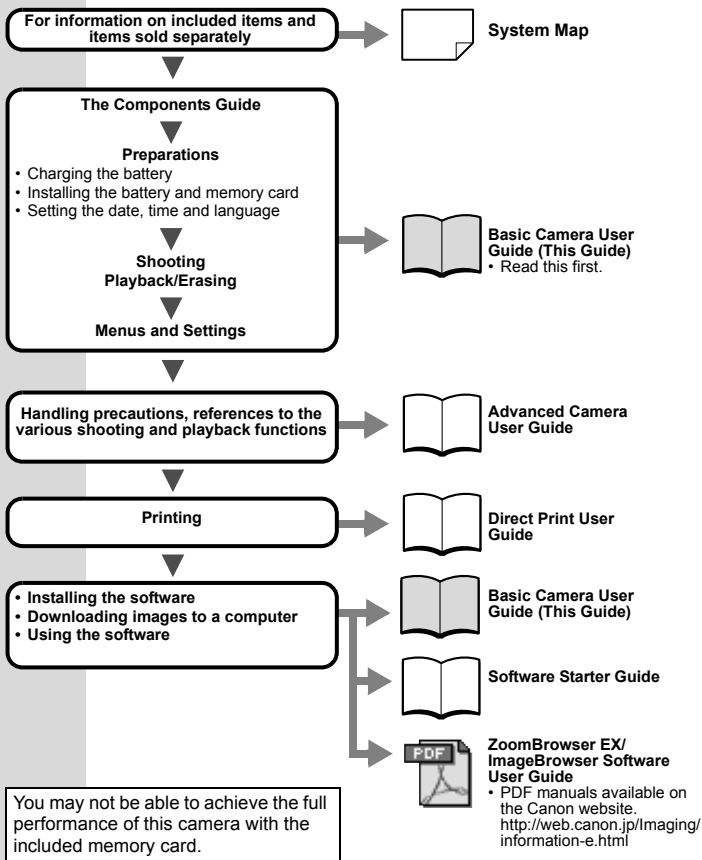 For information on included items and
items sold separately
System Map
The Components Guide
Preparations
• Charging the battery
• Installing the battery and memory card
• Setting the date, time and language
Shooting
Playback/Erasing
Menus and Settings
Basic Camera User
Guide (This Guide)
• Read this first.
Handling precautions, references to the
various shooting and playback functions
Advanced Camera
User Guide
Printing
Direct Print User
Guide
• Installing the software
• Downloading images to a computer
• Using the software
Basic Camera User
Guide (This Guide)
Software Starter Guide
PDF
ZoomBrowser EX/
ImageBrowser Software
User Guide
• PDF manuals available on
the Canon website.
http://web.canon.jp/Imaging/
information-e.html
You may not be able to achieve the full
performance of this camera with the
included memory card.